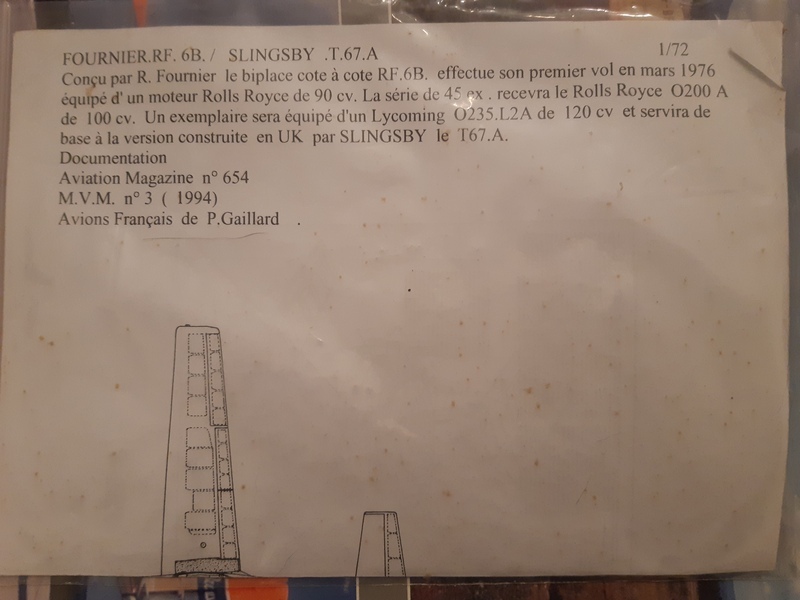 FOURNIER.RF. 6B. / SLINGSBY .T.67.A 1/72
Conçu par R. Fournier le biplace cote à cote RF.6B. effectue son premier vol en mars 1976
équipé d' un moteur Rolls Royce de 90 cv. La série de 45 ex . recevra le Rolls Royce O200 A
de 100 cv. Un exemplaire sera équipé d'un Lycoming O235.L2A de 120 cv et servira de
base à la version construite en UK par SLINGSBY le T67.A.
Documentation
Aviation Magazine n° 654
M.V.M. n° 3 ( 1994)
Avions Français de P.Gaillard .